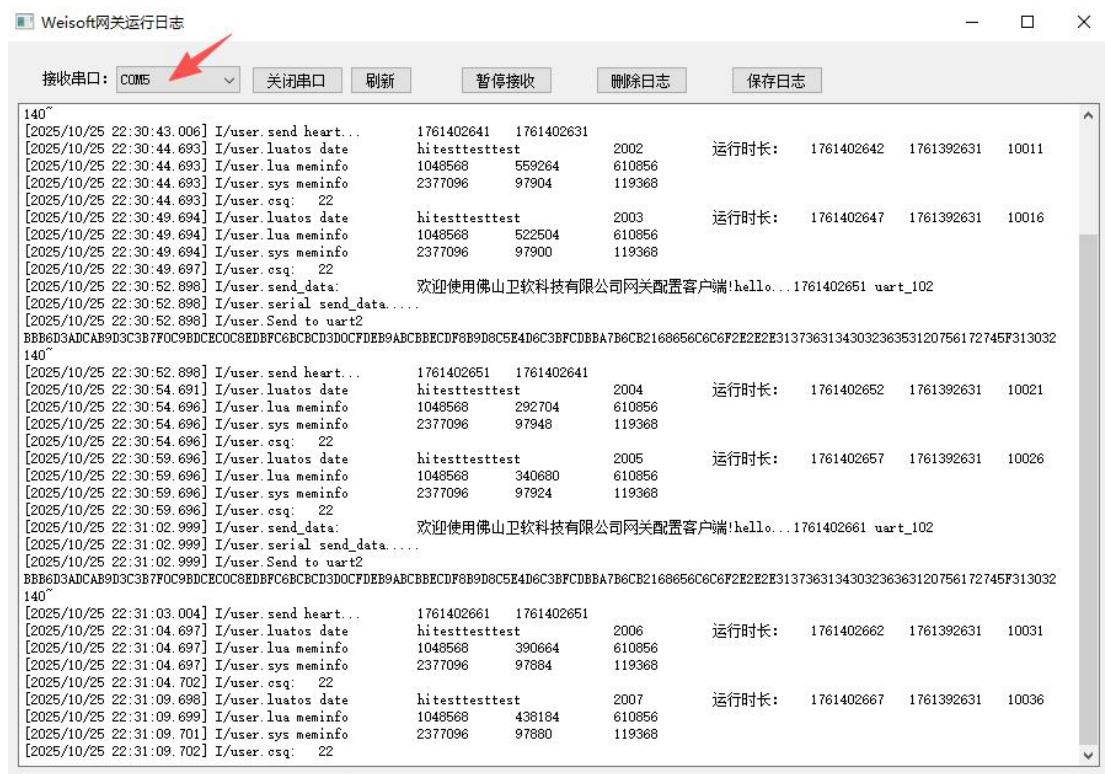 Weisoft网关运行日志
接收串口： COM5 关闭串口 刷新 暂停接收 删除日志 保存日志
140~
[2025/10/25 22:30:43.006] I/user.send heart... 1761402641 1761402631
[2025/10/25 22:30:44.693] I/user.luatos date hitesttesttest 2002 运行时长： 1761402642 1761392631 10011
[2025/10/25 22:30:44.693] I/user.lua meminfo 1048568 559264 610856
[2025/10/25 22:30:44.693] I/user.sys meminfo 2377096 97904 119368
[2025/10/25 22:30:44.693] I/user.csq: 22
[2025/10/25 22:30:49.694] I/user.luatos date hitesttesttest 2003 运行时长： 1761402647 1761392631 10016
[2025/10/25 22:30:49.694] I/user.lua meminfo 1048568 522504 610856
[2025/10/25 22:30:49.694] I/user.sys meminfo 2377096 97900 119368
[2025/10/25 22:30:49.697] I/user.csq: 22
[2025/10/25 22:30:52.898] I/user.send_data: 欢迎使用佛山卫软科技有限公司网关配置客户端!hello...1761402651 uart_102
[2025/10/25 22:30:52.898] I/user.serial send_data.....
[2025/10/25 22:30:52.898] I/user.Send to uart2
BBB6D3ADCAB9D3C3B7F0C9BDCEC0C8EDBFC6BCBCD3D0CFDEB9ABCBBECDF8B9D8C5E4D6C3BFCDBBA7B6CB2168656C6C6F2E2E2E3137363134303236353120756172745F313032
140~
[2025/10/25 22:30:52.898] I/user.send heart... 1761402651 1761402641
[2025/10/25 22:30:54.691] I/user.luatos date hitesttesttest 2004 运行时长： 1761402652 1761392631 10021
[2025/10/25 22:30:54.696] I/user.lua meminfo 1048568 292704 610856
[2025/10/25 22:30:54.696] I/user.sys meminfo 2377096 97948 119368
[2025/10/25 22:30:54.696] I/user.csq: 22
[2025/10/25 22:30:59.696] I/user.luatos date hitesttesttest 2005 运行时长： 1761402657 1761392631 10026
[2025/10/25 22:30:59.696] I/user.lua meminfo 1048568 340680 610856
[2025/10/25 22:30:59.696] I/user.sys meminfo 2377096 97924 119368
[2025/10/25 22:30:59.696] I/user.csq: 22
[2025/10/25 22:31:02.999] I/user.send_data: 欢迎使用佛山卫软科技有限公司网关配置客户端!hello...1761402661 uart_102
[2025/10/25 22:31:02.999] I/user.serial send_data.....
[2025/10/25 22:31:02.999] I/user.Send to uart2
BBB6D3ADCAB9D3C3B7F0C9BDCEC0C8EDBFC6BCBCD3D0CFDEB9ABCBBECDF8B9D8C5E4D6C3BFCDBBA7B6CB2168656C6C6F2E2E2E3137363134303236363120756172745F313032
140~
[2025/10/25 22:31:03.004] I/user.send heart... 1761402661 1761402651
[2025/10/25 22:31:04.697] I/user.luatos date hitesttesttest 2006 运行时长： 1761402662 1761392631 10031
[2025/10/25 22:31:04.697] I/user.lua meminfo 1048568 390664 610856
[2025/10/25 22:31:04.697] I/user.sys meminfo 2377096 97884 119368
[2025/10/25 22:31:04.702] I/user.csq: 22
[2025/10/25 22:31:09.698] I/user.luatos date hitesttesttest 2007 运行时长： 1761402667 1761392631 10036
[2025/10/25 22:31:09.699] I/user.lua meminfo 1048568 438184 610856
[2025/10/25 22:31:09.701] I/user.sys meminfo 2377096 97880 119368
[2025/10/25 22:31:09.702] I/user.csq: 22